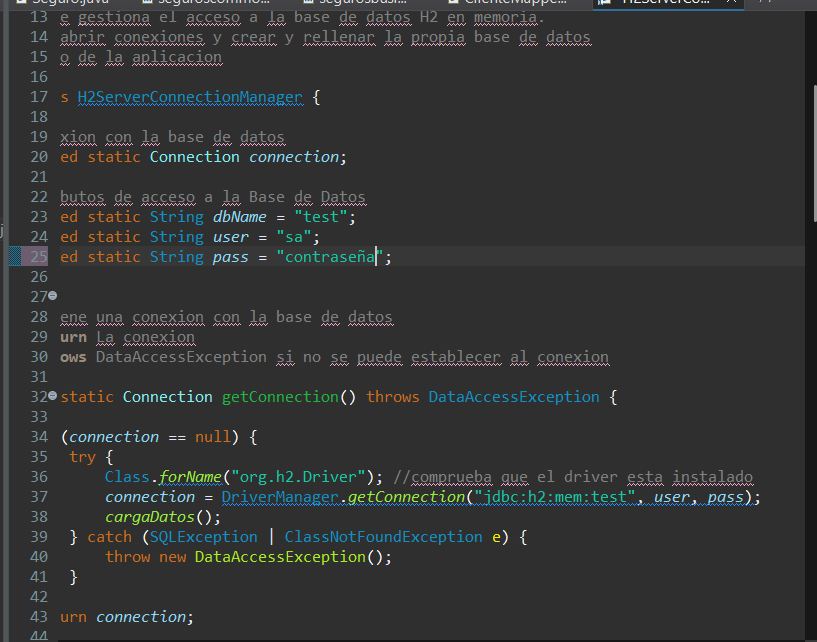 Seguro.java seguroscommo... segurosbusi... ClienteMappe... H2ServerCo...
13 e gestiona el acceso a la base de datos H2 en memoria.
14 abrir conexiones y crear y rellenar la propia base de datos
15 o de la aplicacion
16
17 s H2ServerConnectionManager {
18
19 xion con la base de datos
20 ed static Connection connection;
21
22 butos de acceso a la Base de Datos
23 ed static String dbName = "test";
24 ed static String user = "sa";
25 ed static String pass = "contraseña";
26
27
28 ene una conexion con la base de datos
29 urn La conexion
30 ows DataAccessException si no se puede establecer al conexion
31
32 static Connection getConnection() throws DataAccessException {
33
34 (connection == null) {
35 try {
36 Class.forName("org.h2.Driver"); //comprueba que el driver esta instalado
37 connection = DriverManager.getConnection("jdbc:h2:mem:test", user, pass);
38 cargaDatos();
39 } catch (SQLException | ClassNotFoundException e) {
40 throw new DataAccessException();
41 }
42
43 urn connection;
44